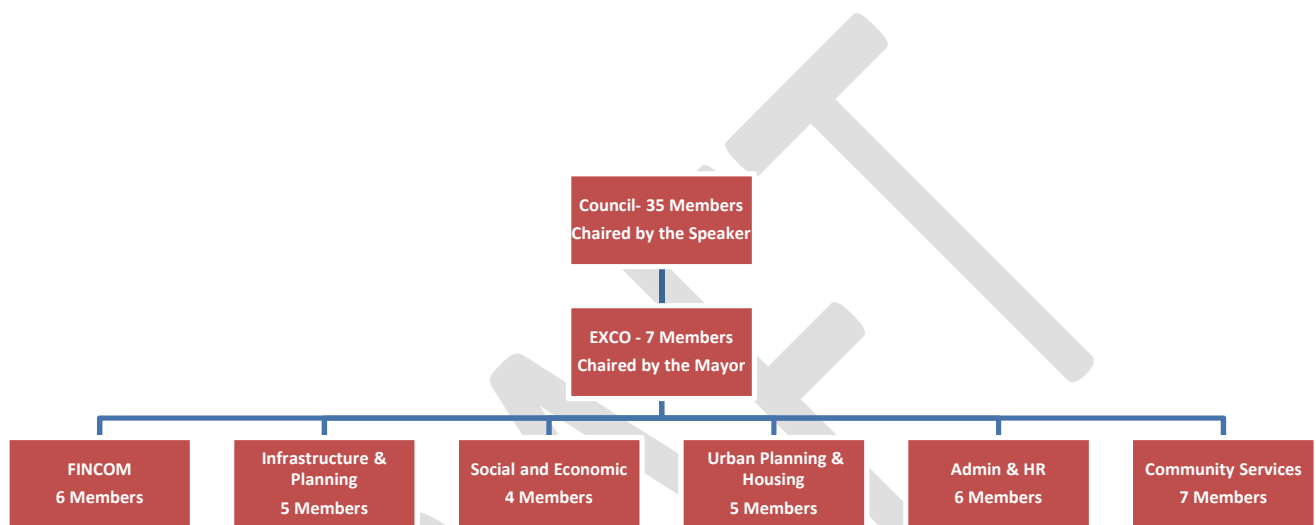 Council- 35 Members
Chaired by the Speaker
EXCO - 7 Members
Chaired by the Mayor
FINCOM
6 Members
Infrastructure &
Planning
5 Members
Social and Economic
4 Members
Urban Planning &
Housing
5 Members
Admin & HR
6 Members
Community Services
7 Members